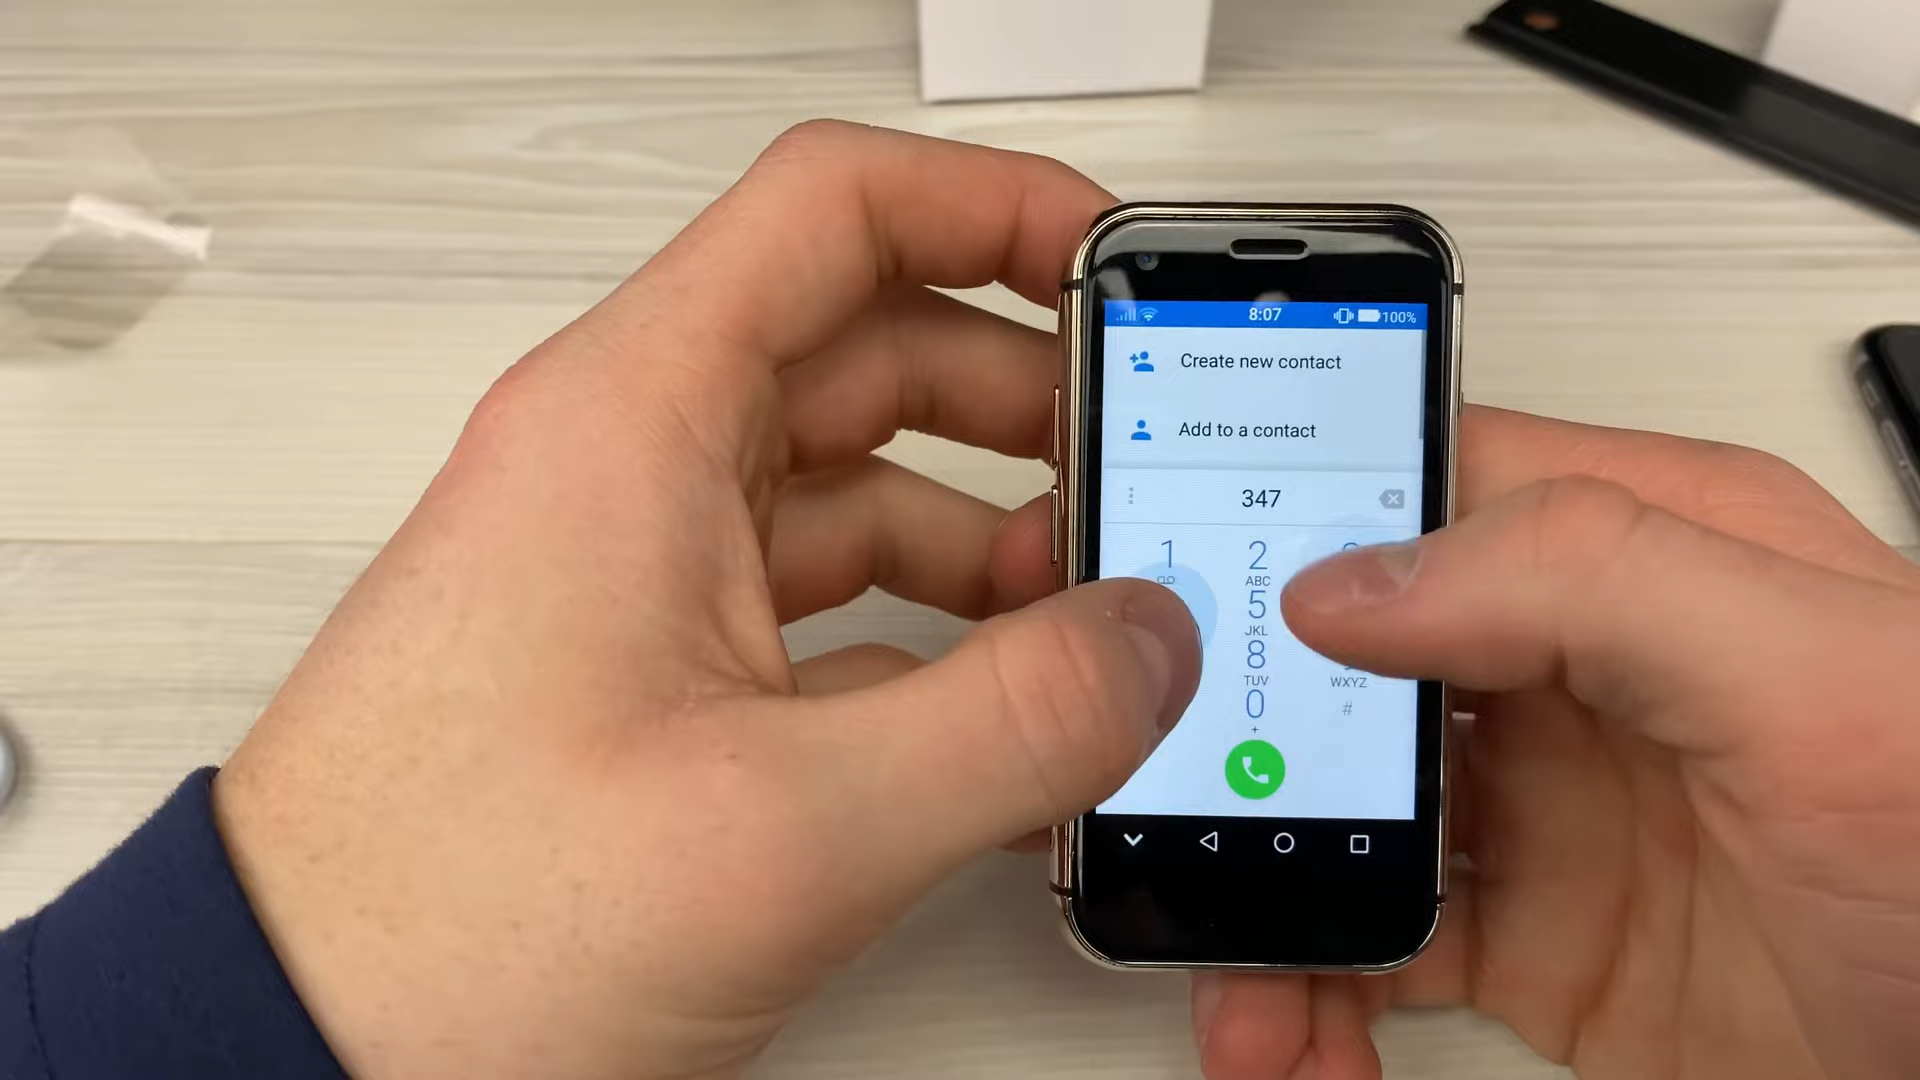 8:07 100%
Create new contact
Add to a contact
347
1 2
ABC
5
JKL
8
TUV WXYZ
0 #
+